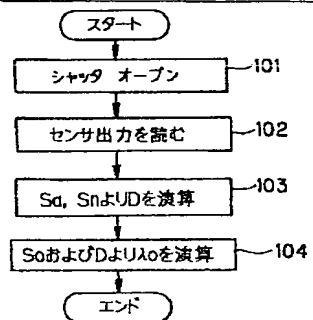 スタート
シャッタ オープン
101
センサ出力を読む
102
Sa, SnよりDを演算
103
SoおよびDよりλoを演算
104
エンド